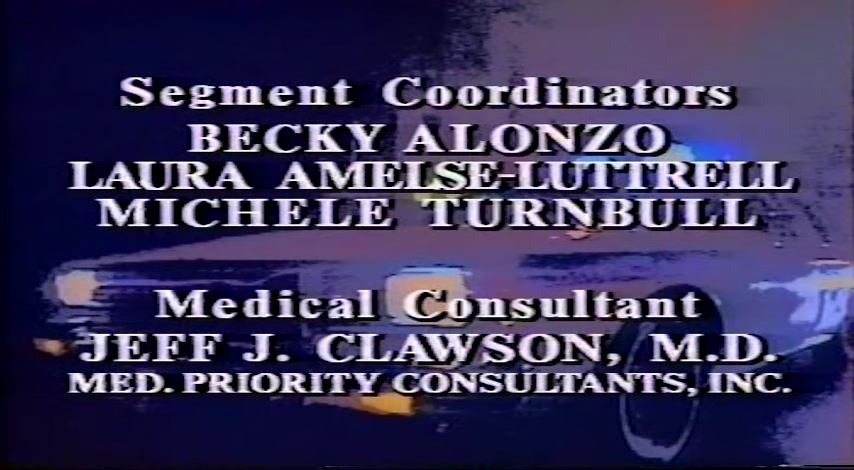 Segment Coordinators
BECKY ALONZO
LAURA AMELSE-LUTTRELL
MICHELE TURNBULL
Medical Consultant
JEFF J. CLAWSON, M.D.
MED. PRIORITY CONSULTANTS, INC.